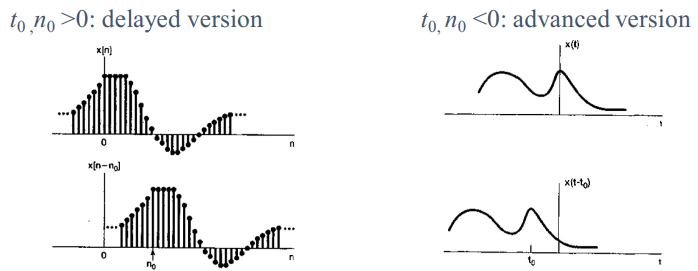 t₀ ,n₀ >0: delayed version
x[n]
0
n
x[n−n₀]
0
n₀
n
t₀, n₀ <0: advanced version
x(t)
t
x(t-t₀)
t₀
t